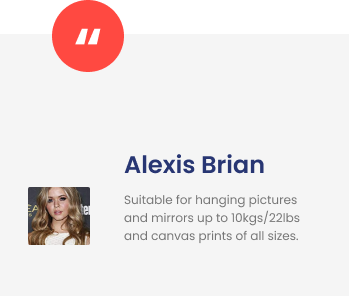 “
Alexis Brian
Suitable for hanging pictures
and mirrors up to 10kgs/22lbs
and canvas prints of all sizes.